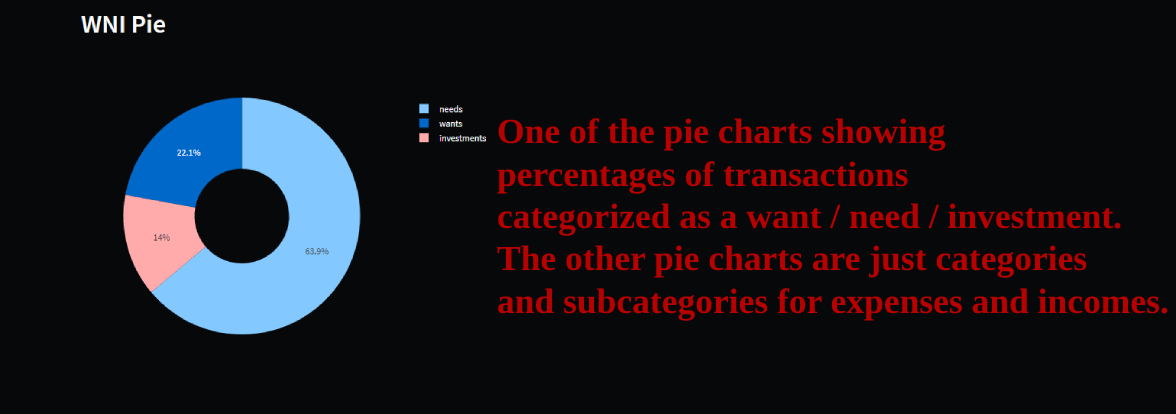 WNI Pie
needs
wants
investments
22.1%
14%
63.9%
One of the pie charts showing
percentages of transactions
categorized as a want / need / investment.
The other pie charts are just categories
and subcategories for expenses and incomes.